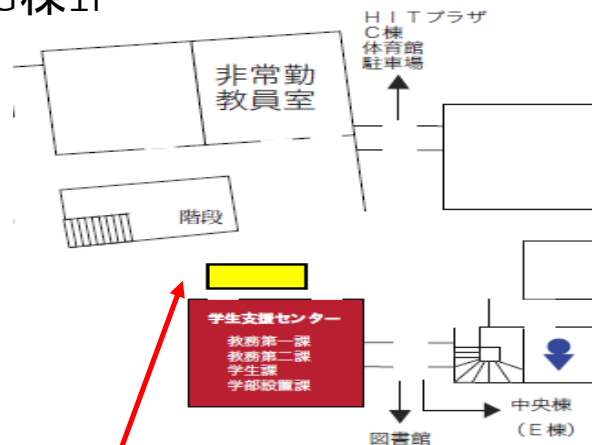 G棟1F
HITプラザ
C棟
体育館
駐車場
非常勤
教員室
階段
学生支援センター
教務第一課
教務第二課
学生課
学部設置課
中央棟
(E棟)
図書館